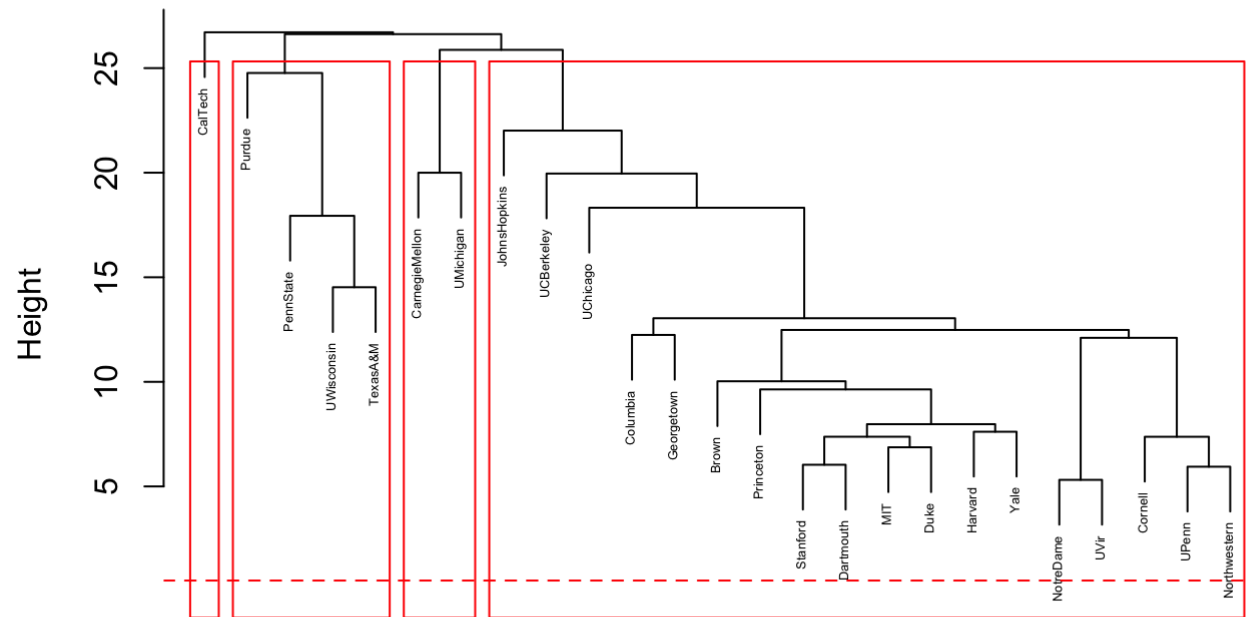 Height
25
20
15
10
5
CalTech
Purdue
PennState
UWisconsin
TexasA&M
CarnegieMellon
UMichigan
JohnsHopkins
UCBerkeley
UChicago
Columbia
Georgetown
Brown
Princeton
Stanford
Dartmouth
MIT
Duke
Harvard
Yale
NotreDame
UVir
Cornell
UPenn
Northwestern